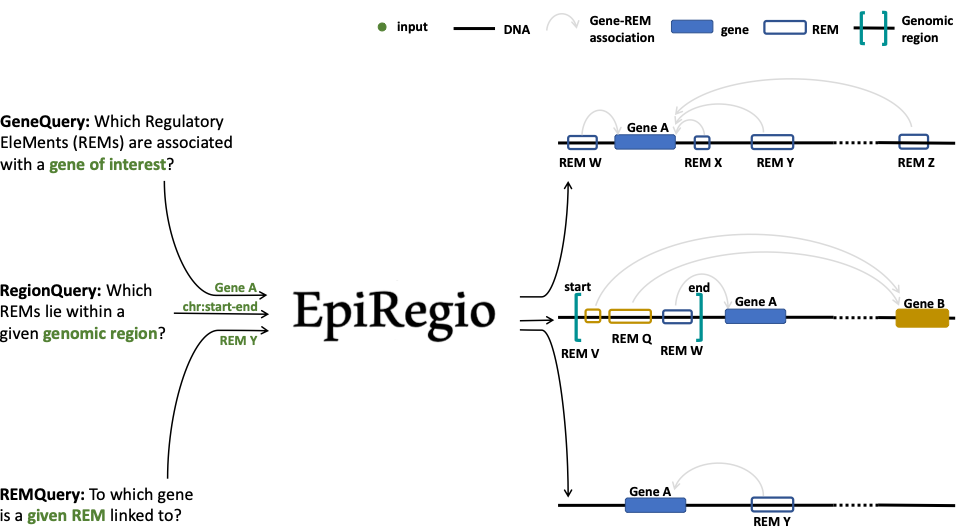 input
DNA
Gene-REM
association
gene
REM
Genomic
region
GeneQuery: Which Regulatory
EleMents (REMs) are associated
with a gene of interest?
Gene A
REM W
REM X
REM Y
REM Z
RegionQuery: Which
REMs lie within a
given genomic region?
Gene A
chr:start-end
REM Y
EpiRegio
start
end
Gene A
Gene B
REM V
REM Q
REM W
REMQuery: To which gene
is a given REM linked to?
Gene A
REM Y